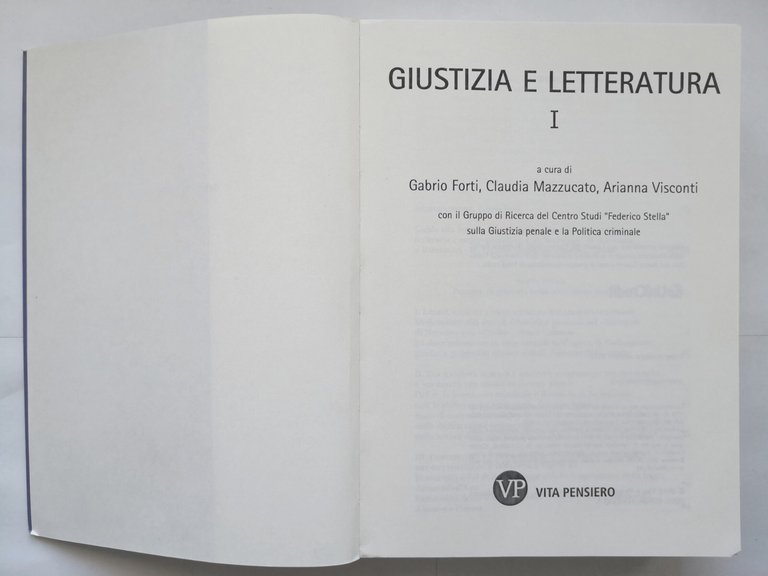 GIUSTIZIA E LETTERATURA
I
a cura di
Gabrio Forti, Claudia Mazzucato, Arianna Visconti
con il Gruppo di Ricerca del Centro Studi "Federico Stella"
sulla Giustizia penale e la Politica criminale
VP VITA PENSIERO